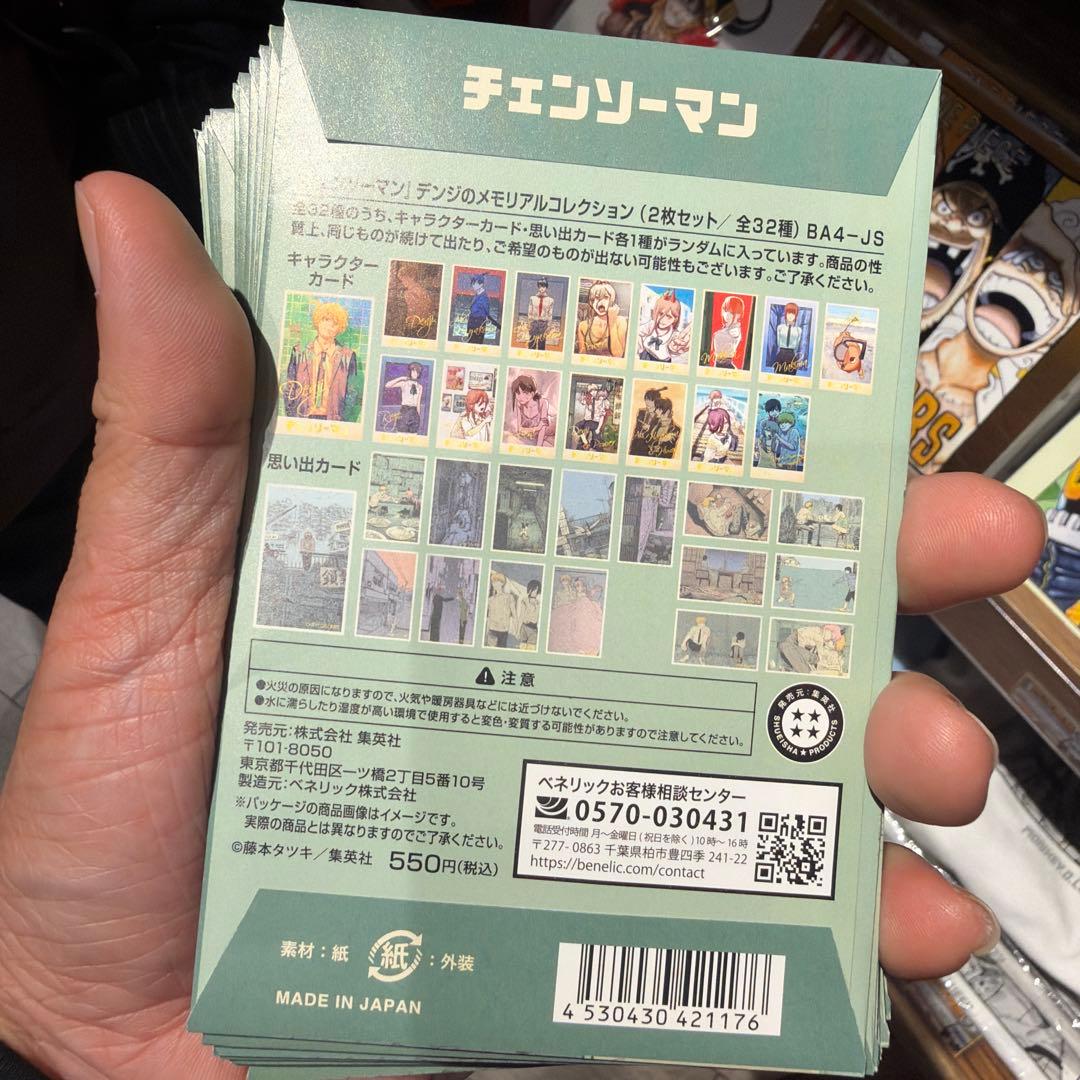 チェンソーマン
ンソーマン』デンジのメモリアルコレクション(2枚セット/全32種) BA4-JS
全32種のうち、キャラクターカード・思い出カード各1種がランダムに入っています。商品の性
質上、同じものが続けて出たり、ご希望のものが出ない可能性もございます。ご了承ください。
キャラクター
カード
思い出カード
注意
●火災の原因になりますので、火気や暖房器具などには近づけないでください。
●水に濡らしたり湿度が高い環境で使用すると変色・変質する可能性がありますので注意してください。
発売元:株式会社 集英社
〒101-8050
東京都千代田区一ツ橋2丁目5番10号
製造元:ベネリック株式会社
※パッケージの商品画像はイメージです。
実際の商品とは異なりますのでご了承ください。
©藤本タツキ/集英社 550円(税込)
発売元:集英社
SHUEISHA★PRODUCTS
ベネリックお客様相談センター
0570-030431
電話受付時間 月〜金曜日(祝日を除く)10時〜16時
〒277-0863 千葉県柏市豊四季 241-22
https://benelic.com/contact
素材:紙 紙 :外装
MADE IN JAPAN
4 530430 421176